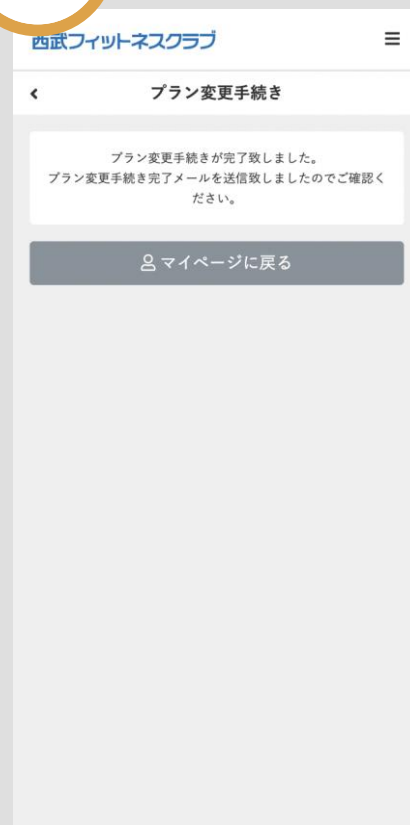 西武フィットネスクラブ
プラン変更手続き
プラン変更手続きが完了致しました。
プラン変更手続き完了メールを送信致しましたのでご確認く
ださい。
マイページに戻る